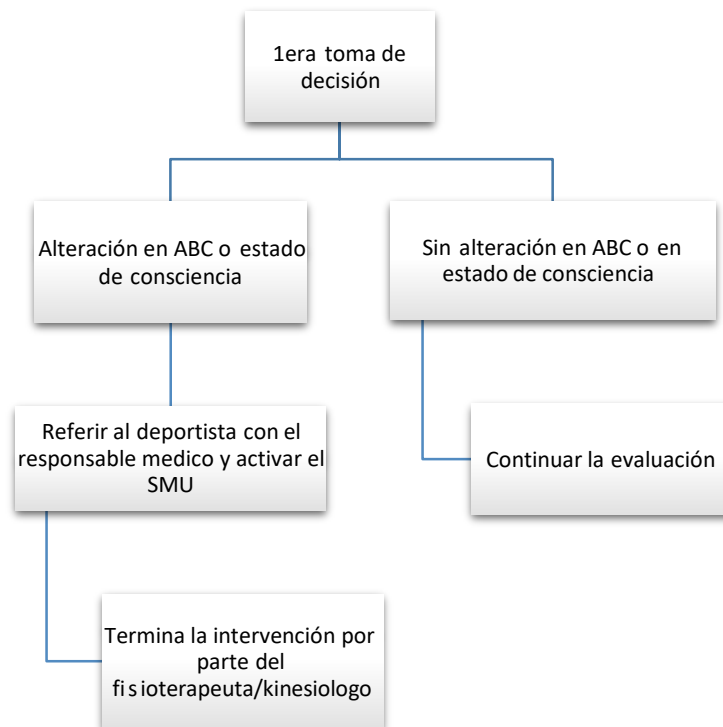 1era toma de
decisión
Alteración en ABC o estado
de consciencia
Sin alteración en ABC o en
estado de consciencia
Referir al deportista con el
responsable medico y activar el
SMU
Continuar la evaluación
Termina la intervención por
parte del
fisioterapeuta/kinesiologo